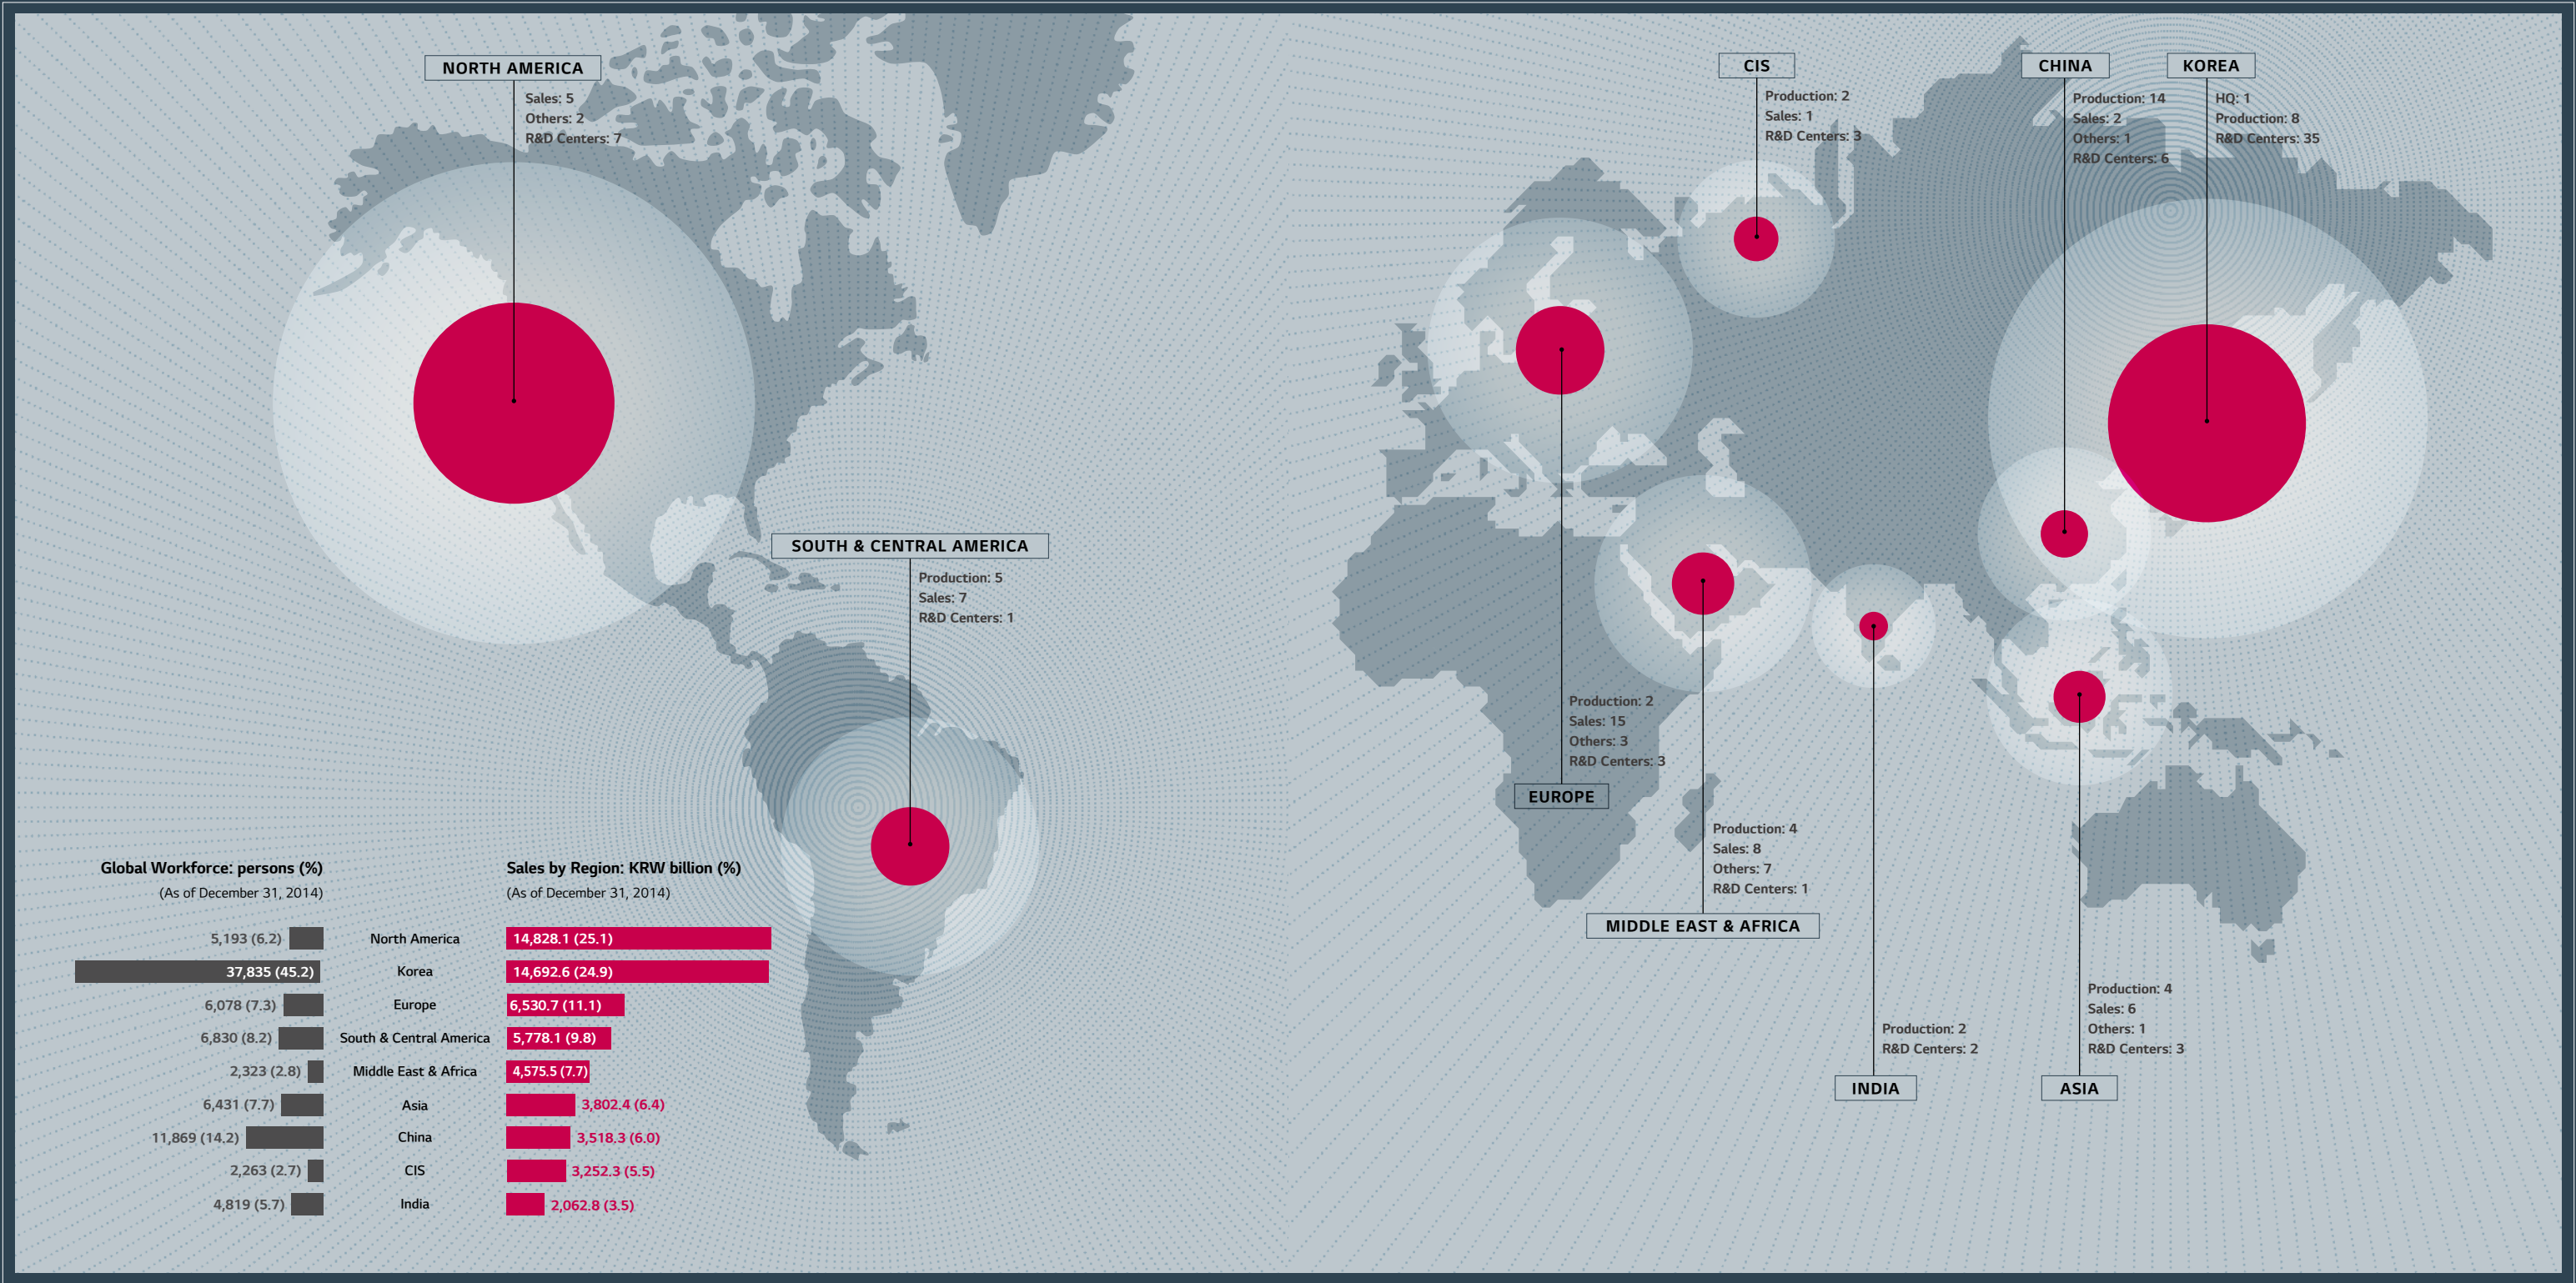 NORTH AMERICA
Sales: 5
Others: 2
R&D Centers: 7
SOUTH & CENTRAL AMERICA
Production: 5
Sales: 7
R&D Centers: 1
CIS
Production: 2
Sales: 1
R&D Centers: 3
CHINA
Production: 14
Sales: 2
Others: 1
R&D Centers: 6
KOREA
HQ: 1
Production: 8
R&D Centers: 35
Production: 2
Sales: 15
Others: 3
R&D Centers: 3
EUROPE
Production: 4
Sales: 8
Others: 7
R&D Centers: 1
MIDDLE EAST & AFRICA
Production: 2
R&D Centers: 2
INDIA
Production: 4
Sales: 6
Others: 1
R&D Centers: 3
ASIA
Global Workforce: persons (%)
(As of December 31, 2014)
Sales by Region: KRW billion (%)
(As of December 31, 2014)
5,193 (6.2) North America 14,828.1 (25.1)
37,835 (45.2) Korea 14,692.6 (24.9)
6,078 (7.3) Europe 6,530.7 (11.1)
6,830 (8.2) South & Central America 5,778.1 (9.8)
2,323 (2.8) Middle East & Africa 4,575.5 (7.7)
6,431 (7.7) Asia 3,802.4 (6.4)
11,869 (14.2) China 3,518.3 (6.0)
2,263 (2.7) CIS 3,252.3 (5.5)
4,819 (5.7) India 2,062.8 (3.5)